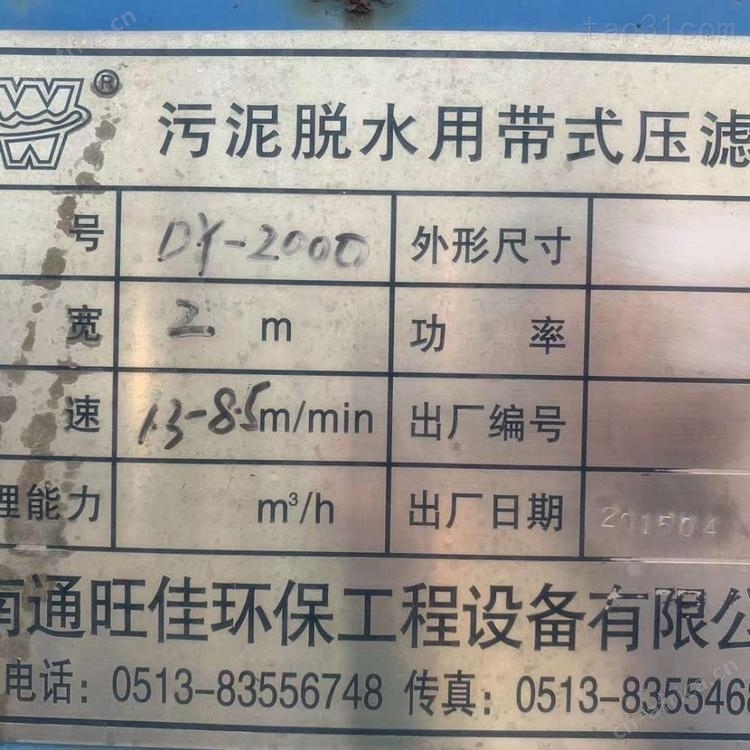 tao31.com
®
污泥脱水用带式压滤
号 DY-2000 外形尺寸
宽 2 m 功率
速 1.3-8.5m/min 出厂编号
理能力 m³/h 出厂日期 201504
南通旺佳环保工程设备有限公
电话：0513-83556748 传真：0513-8355468